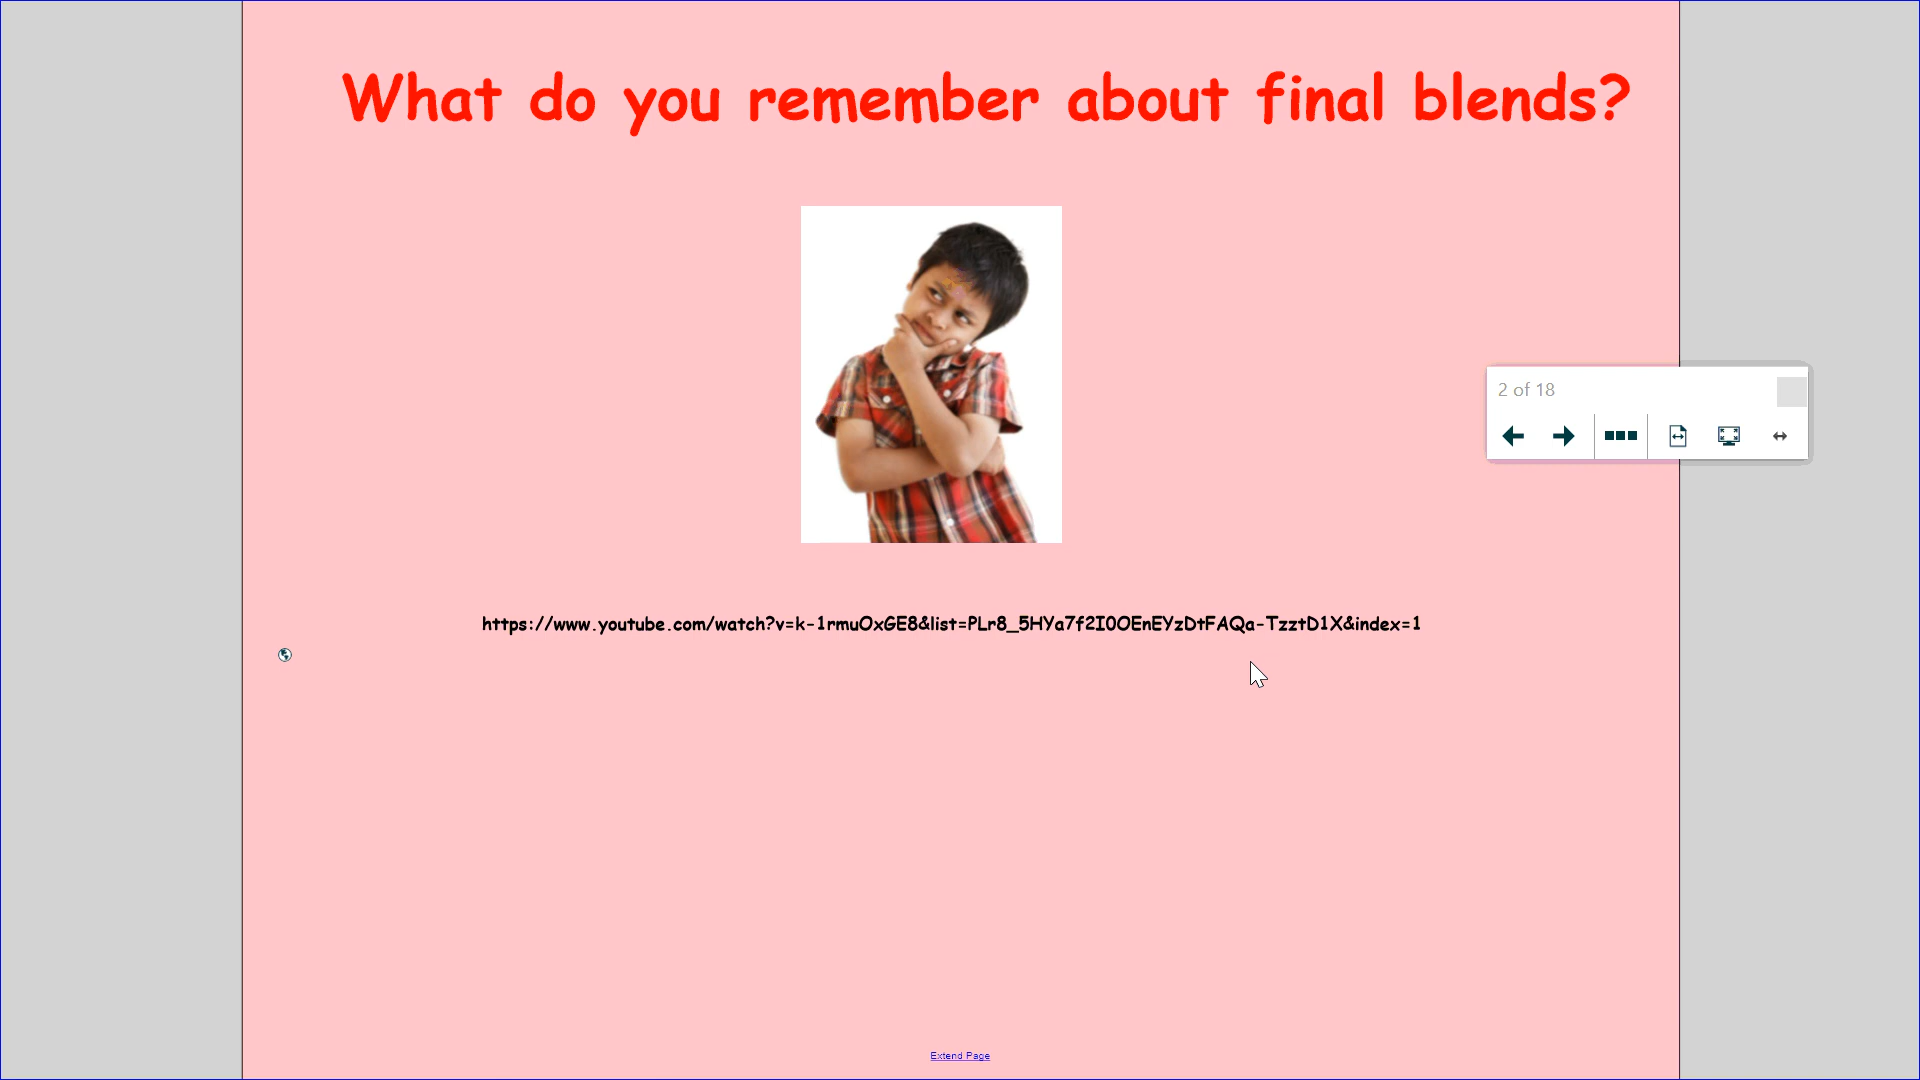 What do you remember about final blends?
2 of 18
https://www.youtube.com/watch?v=k-1rmuOxGE8&list=PLr8_5HYa7f2I0OEnEYzDtFAQa-TzztD1X&index=1
Extend Page